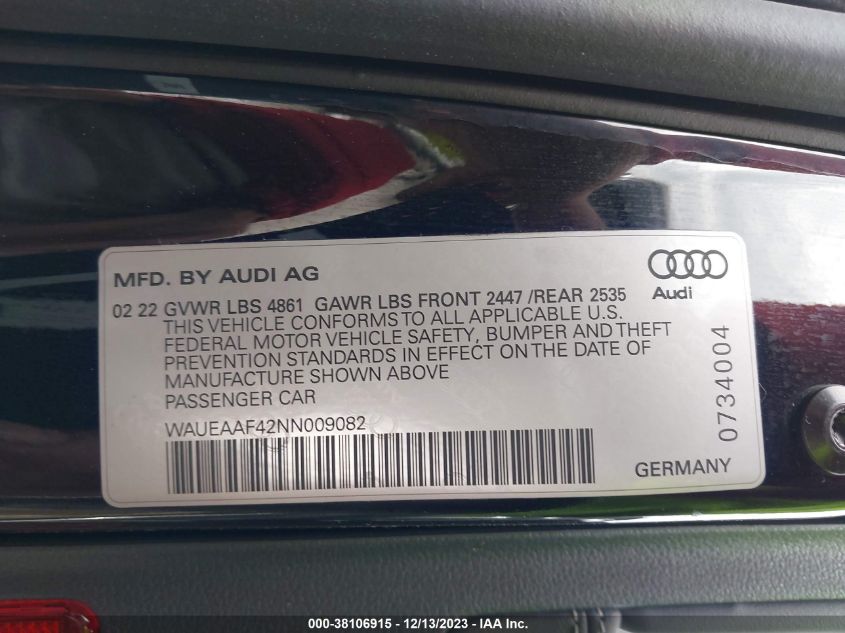 MFD. BY AUDI AG
Audi
02 22 GVWR LBS 4861 GAWR LBS FRONT 2447 /REAR 2535
THIS VEHICLE CONFORMS TO ALL APPLICABLE U.S.
FEDERAL MOTOR VEHICLE SAFETY, BUMPER AND THEFT
PREVENTION STANDARDS IN EFFECT ON THE DATE OF
MANUFACTURE SHOWN ABOVE
PASSENGER CAR
WAUEAAF42NN009082
0734004
GERMANY
000-38106915 - 12/13/2023 - IAA Inc.